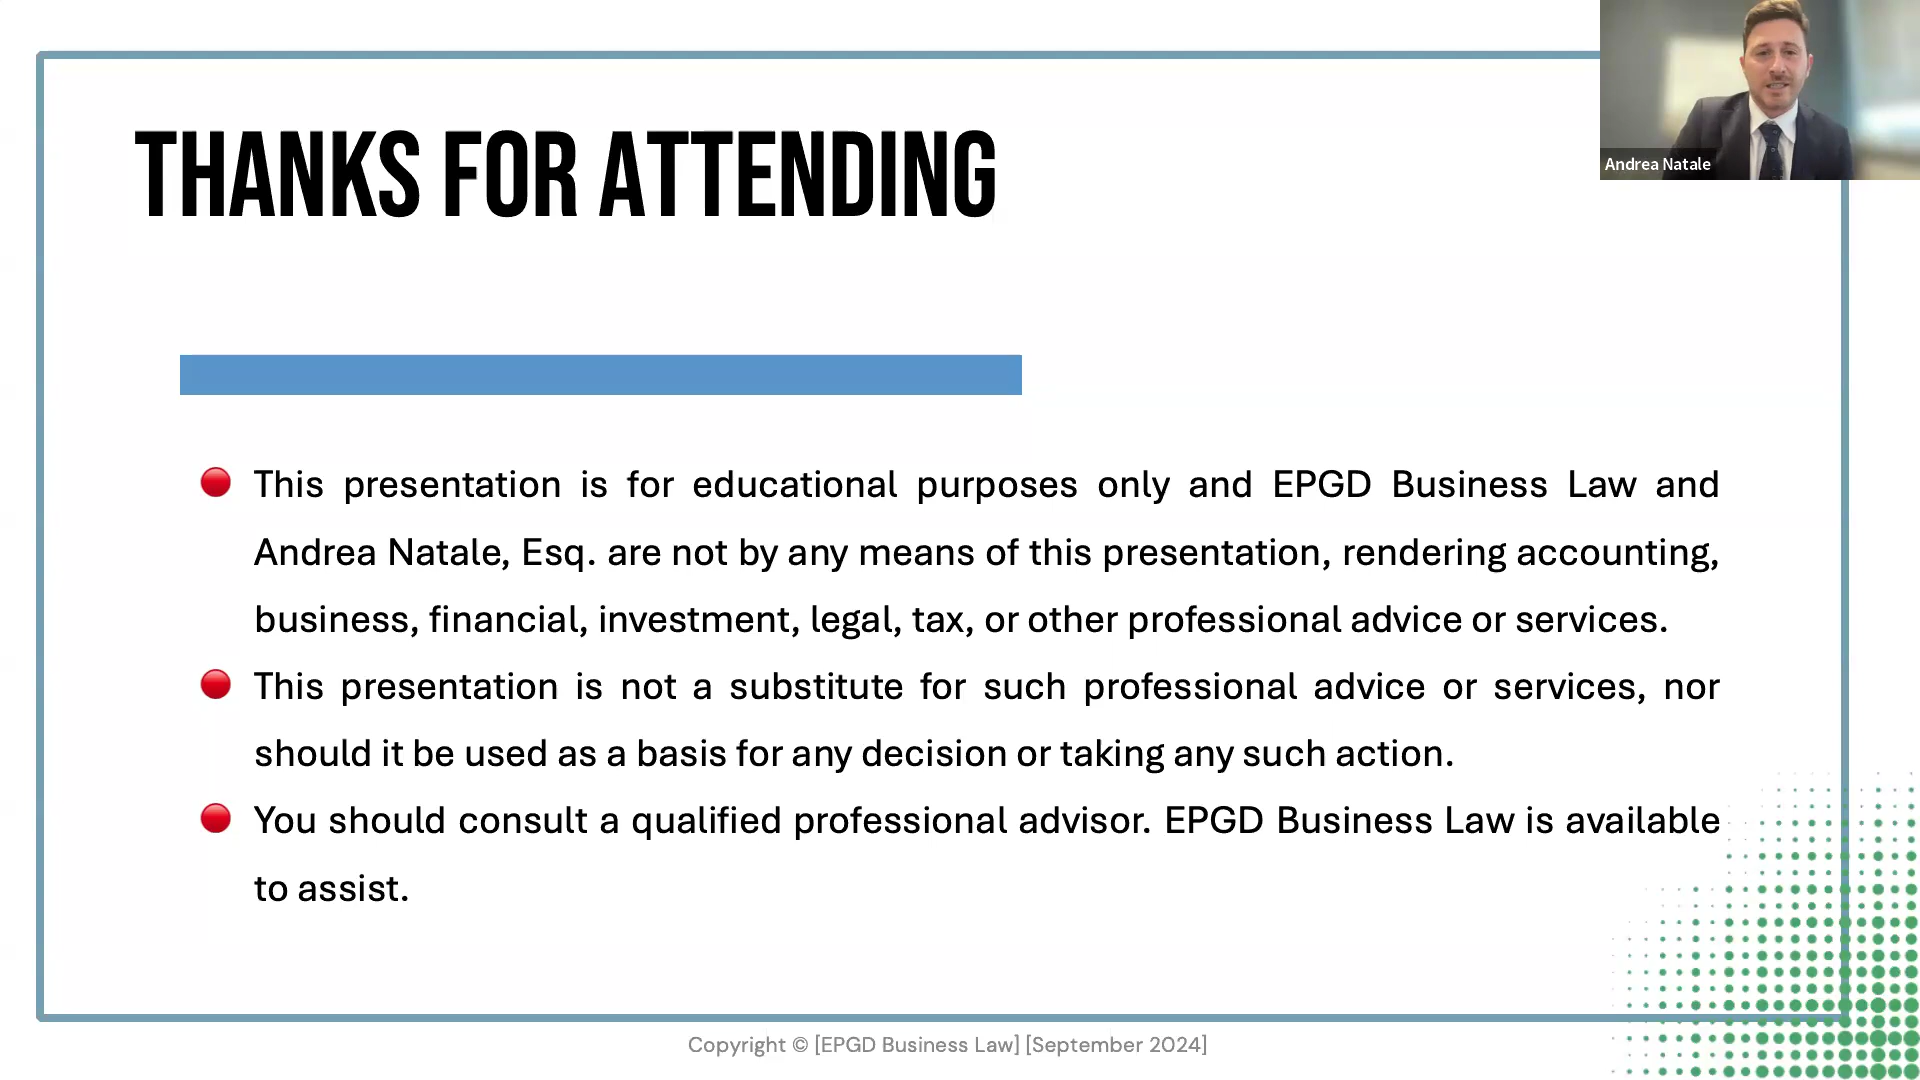 THANKS FOR ATTENDING
Andrea Natale
This presentation is for educational purposes only and EPGD Business Law and
Andrea Natale, Esq. are not by any means of this presentation, rendering accounting,
business, financial, investment, legal, tax, or other professional advice or services.
This presentation is not a substitute for such professional advice or services, nor
should it be used as a basis for any decision or taking any such action.
You should consult a qualified professional advisor. EPGD Business Law is available
to assist.
Copyright © [EPGD Business Law] [September 2024]